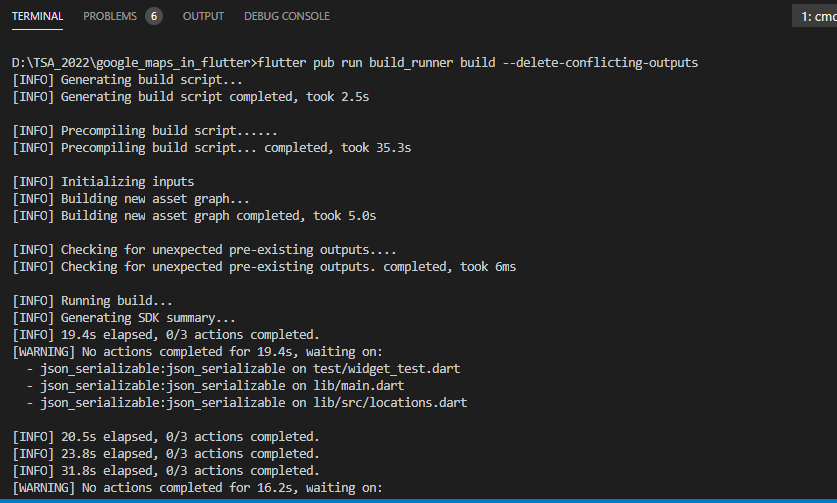 TERMINAL PROBLEMS 6 OUTPUT DEBUG CONSOLE 1: cmd
D:\TSA_2022\google_maps_in_flutter>flutter pub run build_runner build --delete-conflicting-outputs
[INFO] Generating build script...
[INFO] Generating build script completed, took 2.5s
[INFO] Precompiling build script......
[INFO] Precompiling build script... completed, took 35.3s
[INFO] Initializing inputs
[INFO] Building new asset graph...
[INFO] Building new asset graph completed, took 5.0s
[INFO] Checking for unexpected pre-existing outputs....
[INFO] Checking for unexpected pre-existing outputs. completed, took 6ms
[INFO] Running build...
[INFO] Generating SDK summary...
[INFO] 19.4s elapsed, 0/3 actions completed.
[WARNING] No actions completed for 19.4s, waiting on:
- json_serializable:json_serializable on test/widget_test.dart
- json_serializable:json_serializable on lib/main.dart
- json_serializable:json_serializable on lib/src/locations.dart
[INFO] 20.5s elapsed, 0/3 actions completed.
[INFO] 23.8s elapsed, 0/3 actions completed.
[INFO] 31.8s elapsed, 0/3 actions completed.
[WARNING] No actions completed for 16.2s, waiting on: